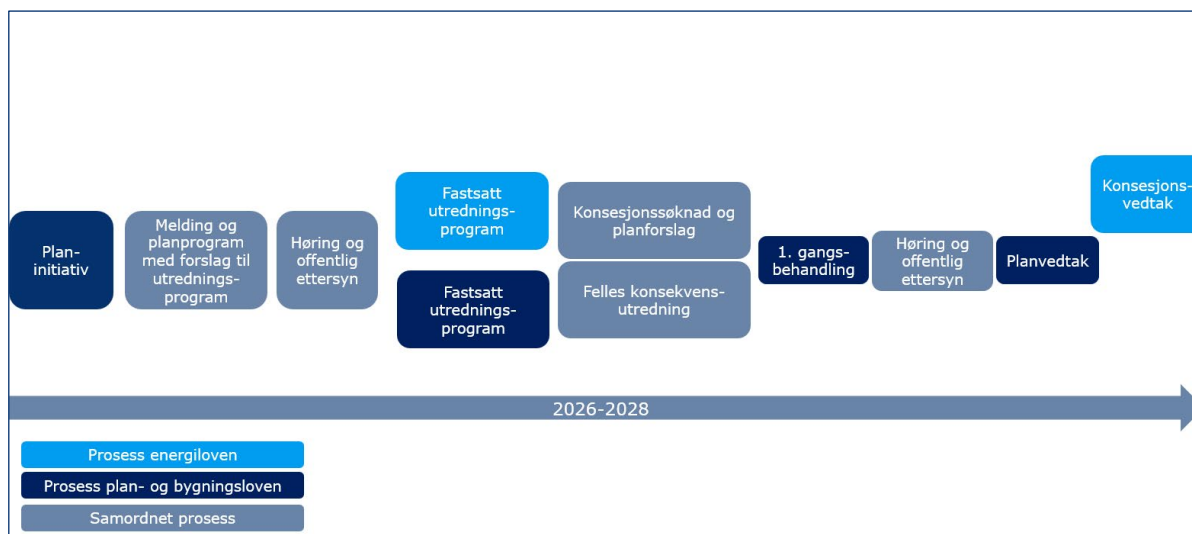 Plan-
initiativ
Melding og
planprogram
med forslag til
utrednings-
program
Høring og
offentlig
ettersyn
Fastsatt
utrednings-
program
Fastsatt
utrednings-
program
Konsesjonssøknad og
planforslag
Felles konsekvens-
utredning
1. gangs-
behandling
Høring og
offentlig
ettersyn
Planvedtak
Konsesjons-
vedtak
2026-2028
Prosess energiloven
Prosess plan- og bygningsloven
Samordnet prosess